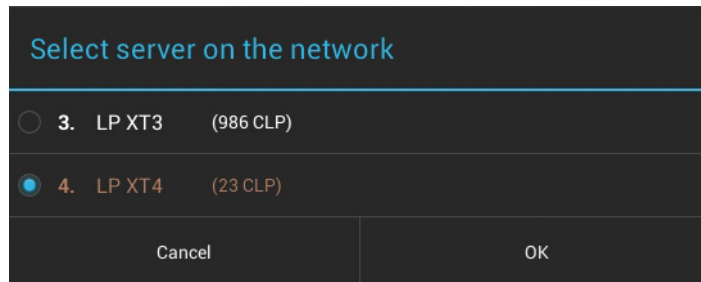 Select server on the network
3. LP XT3 (986 CLP)
4. LP XT4 (23 CLP)
Cancel OK